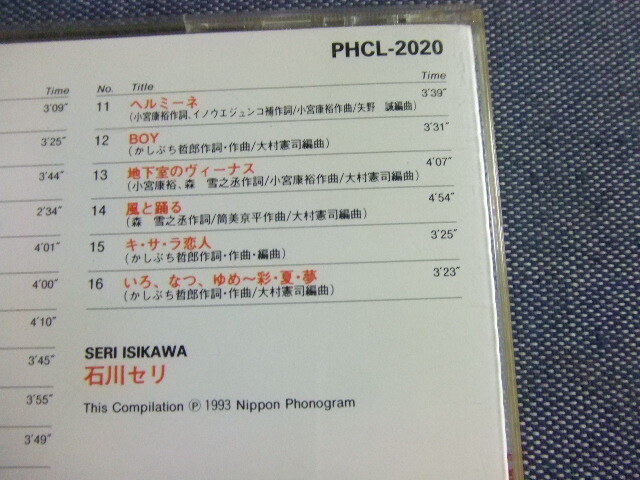 PHCL-2020
Time
3'09"
3'25"
3'44"
2'34"
4'01"
4'00"
4'10"
3'45"
3'55"
3'49"
No. Title Time
11 ヘルミーネ 3'39"
(小宮康裕作詞、イノウエジュンコ補作詞/小宮康裕作曲/矢野 誠編曲)
12 BOY 3'31"
(かしぶち哲郎作詞・作曲/大村憲司編曲)
13 地下室のヴィーナス 4'07"
(小宮康裕、森 雪之丞作詞/小宮康裕作曲/大村憲司編曲)
14 風と踊る 4'54"
(森 雪之丞作詞/筒美京平作曲/大村憲司編曲)
15 キ・サ・ラ恋人 3'25"
(かしぶち哲郎作詞・作曲・編曲)
16 いろ、なつ、ゆめ〜彩・夏・夢 3'23"
(かしぶち哲郎作詞・作曲/大村憲司編曲)
SERI ISIKAWA
石川セリ
This Compilation Ⓟ 1993 Nippon Phonogram